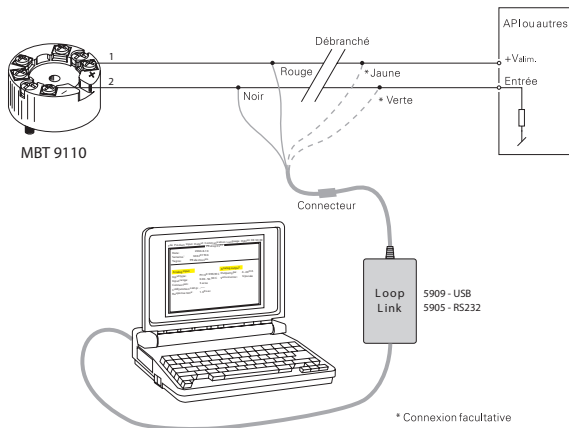 API ou autres
Débranché
1
+Valim.
Rouge
*Jaune
2
Entrée
Noir
* Verte
MBT 9110
Connecteur
Loop
Link
5909 - USB
5905 - RS232
* Connexion facultative